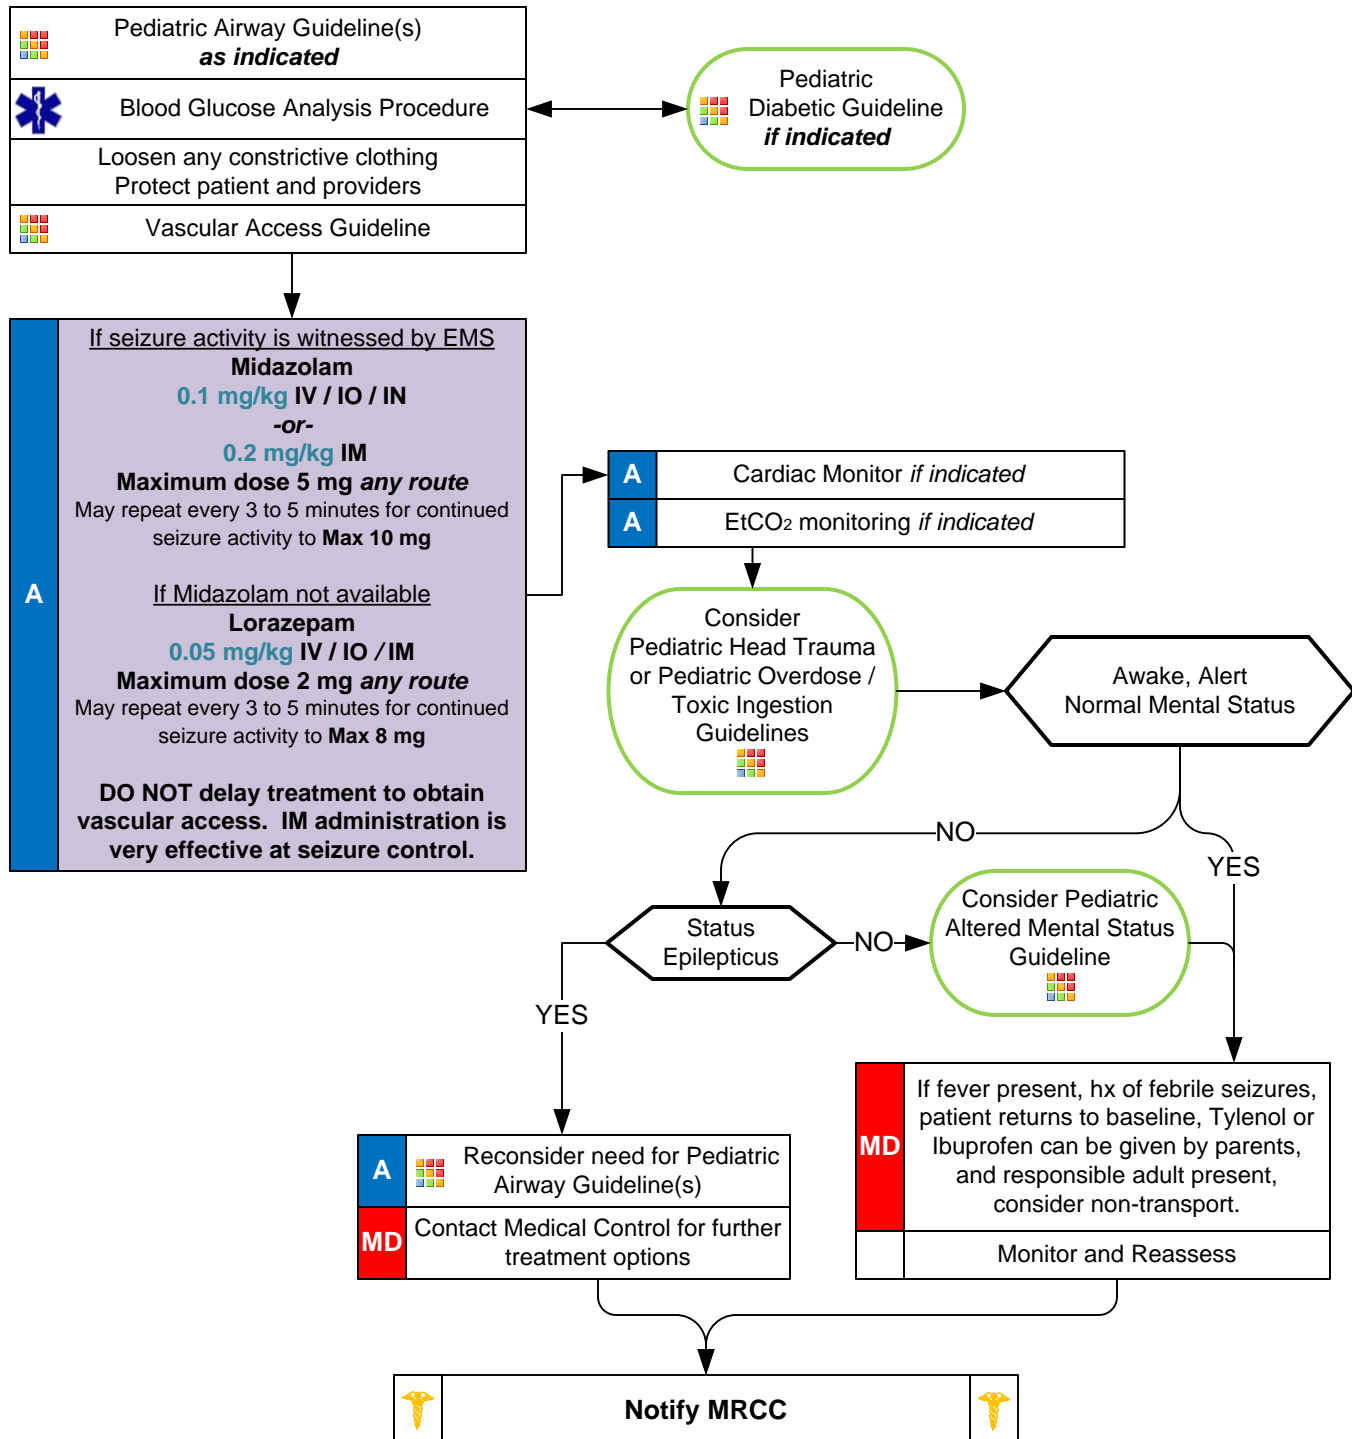 Pediatric Airway Guideline(s)
as indicated
Blood Glucose Analysis Procedure
Loosen any constrictive clothing
Protect patient and providers
Vascular Access Guideline
Pediatric
Diabetic Guideline
if indicated
A
If seizure activity is witnessed by EMS
Midazolam
0.1 mg/kg IV / IO / IN
-or-
0.2 mg/kg IM
Maximum dose 5 mg any route
May repeat every 3 to 5 minutes for continued
seizure activity to Max 10 mg
If Midazolam not available
Lorazepam
0.05 mg/kg IV / IO / IM
Maximum dose 2 mg any route
May repeat every 3 to 5 minutes for continued
seizure activity to Max 8 mg
DO NOT delay treatment to obtain
vascular access.  IM administration is
very effective at seizure control.
A Cardiac Monitor if indicated
A EtCO2 monitoring if indicated
Consider
Pediatric Head Trauma
or Pediatric Overdose /
Toxic Ingestion
Guidelines
Awake, Alert
Normal Mental Status
NO
YES
Status
Epilepticus
NO
YES
Consider Pediatric
Altered Mental Status
Guideline
A
Reconsider need for Pediatric
Airway Guideline(s)
MD
Contact Medical Control for further
treatment options
MD
If fever present, hx of febrile seizures,
patient returns to baseline, Tylenol or
Ibuprofen can be given by parents,
and responsible adult present,
consider non-transport.
Monitor and Reassess
Notify MRCC